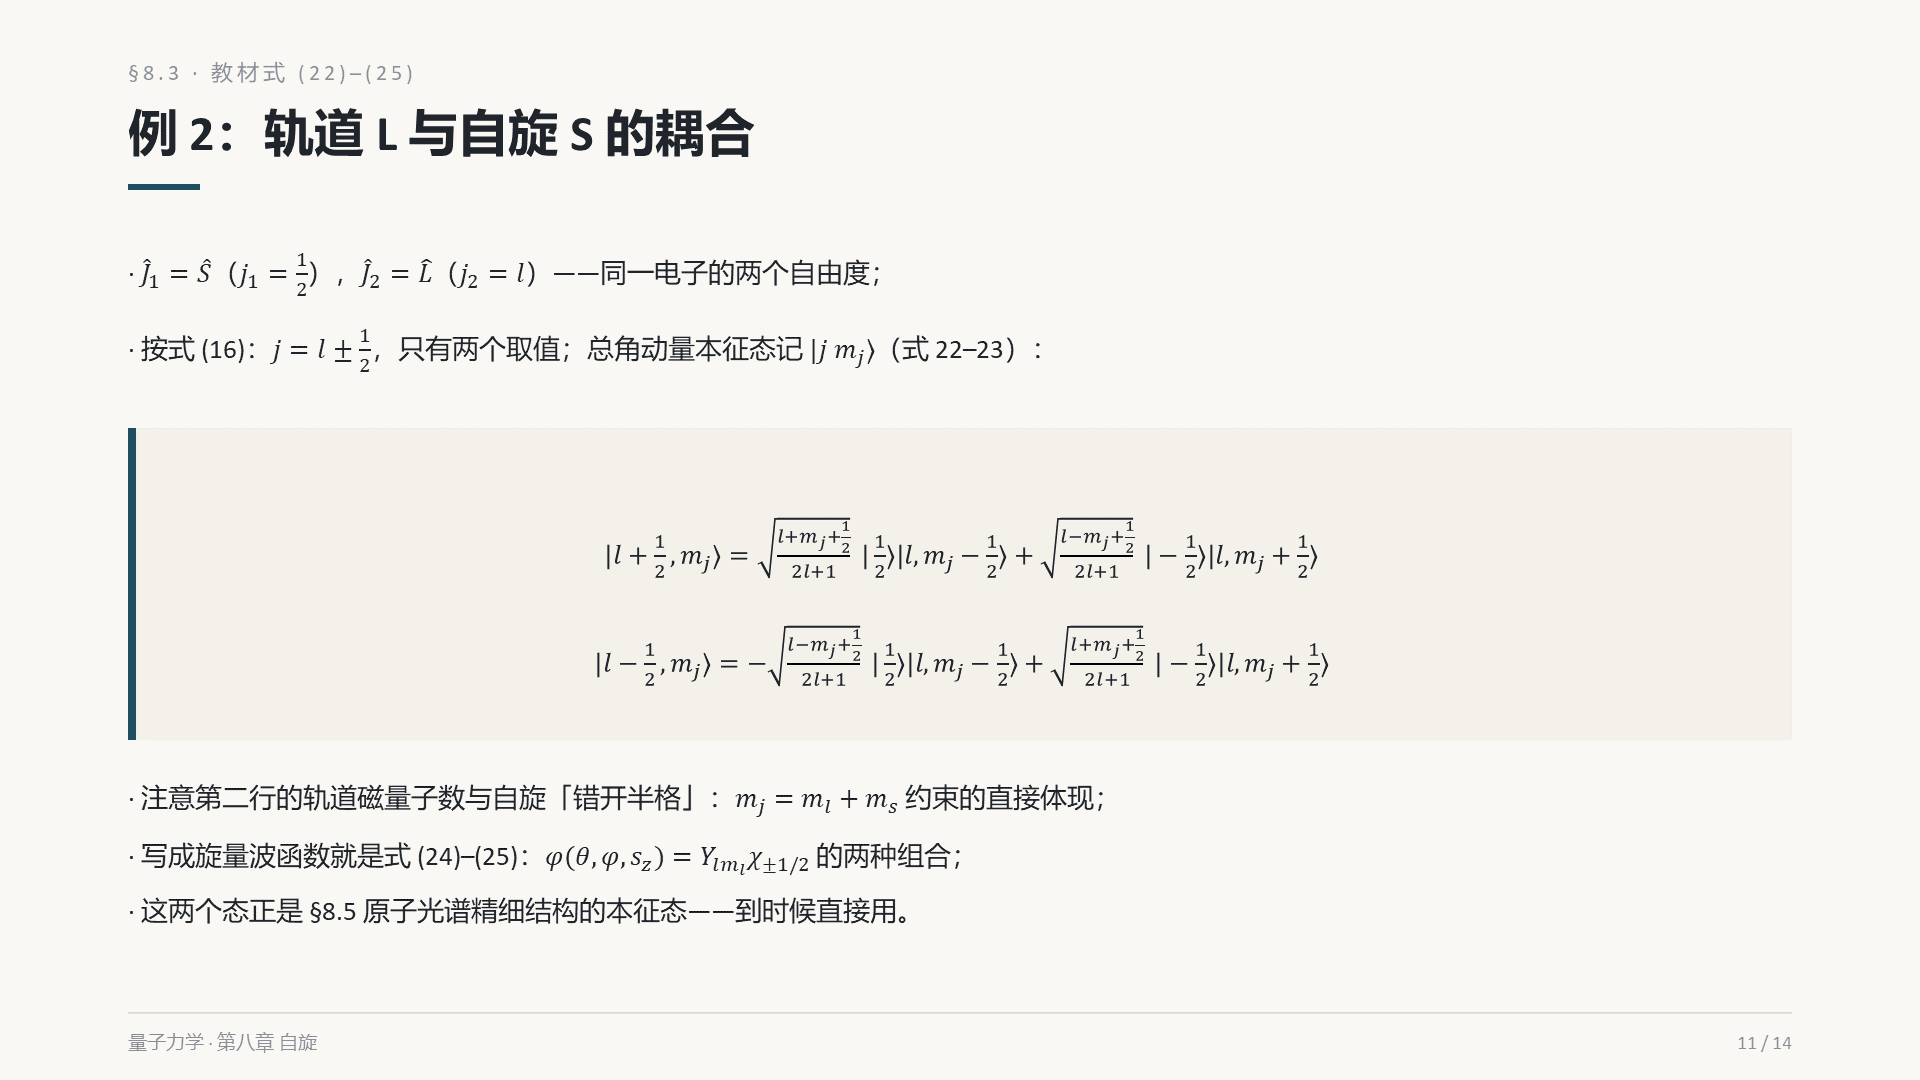 §8.3 · 教材式 (22)–(25)
例 2：轨道 L 与自旋 S 的耦合
· Ĵ₁ = Ŝ（j₁ = 1/2），Ĵ₂ = L̂（j₂ = l）——同一电子的两个自由度；
· 按式 (16)：j = l ± 1/2，只有两个取值；总角动量本征态记 |j m_j⟩（式 22–23）：
|l + 1/2, m_j⟩ = √((l+m_j+1/2)/(2l+1)) |1/2⟩|l, m_j − 1/2⟩ + √((l−m_j+1/2)/(2l+1)) | − 1/2⟩|l, m_j + 1/2⟩
|l − 1/2, m_j⟩ = −√((l−m_j+1/2)/(2l+1)) |1/2⟩|l, m_j − 1/2⟩ + √((l+m_j+1/2)/(2l+1)) | − 1/2⟩|l, m_j + 1/2⟩
· 注意第二行的轨道磁量子数与自旋「错开半格」：m_j = m_l + m_s 约束的直接体现；
· 写成旋量波函数就是式 (24)–(25)：φ(θ, φ, s_z) = Y_{lm_l}χ_{±1/2} 的两种组合；
· 这两个态正是 §8.5 原子光谱精细结构的本征态——到时候直接用。
量子力学 · 第八章 自旋
11 / 14